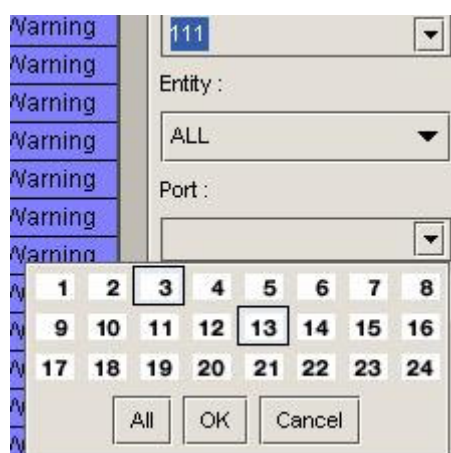 Warning
111
Warning
Entity :
Warning
Warning
ALL
Warning
Port :
Warning
Warning
1 2 3 4 5 6 7 8
9 10 11 12 13 14 15 16
17 18 19 20 21 22 23 24
All OK Cancel